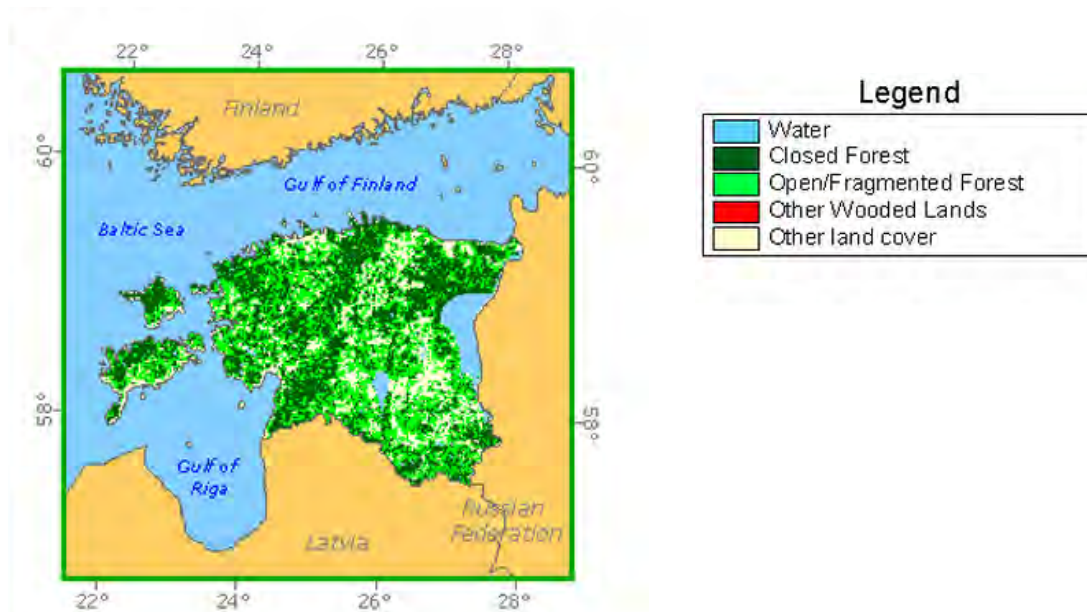 22° 24° 26° 28°
Finland
60° 60°
Gulf of Finland
Baltic Sea
58° 58°
Gulf of
Riga
Russian
Federation
Latvia
22° 24° 26° 28°
Legend
Water
Closed Forest
Open/Fragmented Forest
Other Wooded Lands
Other land cover